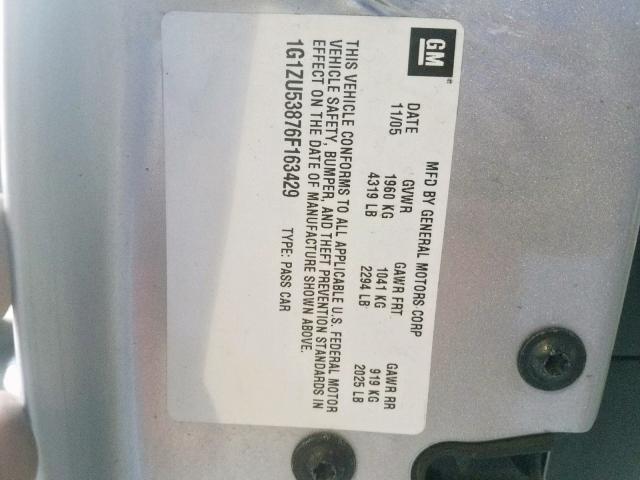 GM
MFD BY GENERAL MOTORS CORP
DATE GVWR GAWR FRT GAWR RR
11/05 1960 KG 1041 KG 919 KG
4319 LB 2294 LB 2025 LB
THIS VEHICLE CONFORMS TO ALL APPLICABLE U.S. FEDERAL MOTOR
VEHICLE SAFETY, BUMPER, AND THEFT PREVENTION STANDARDS IN
EFFECT ON THE DATE OF MANUFACTURE SHOWN ABOVE.
1G1ZU53876F163429 TYPE: PASS CAR